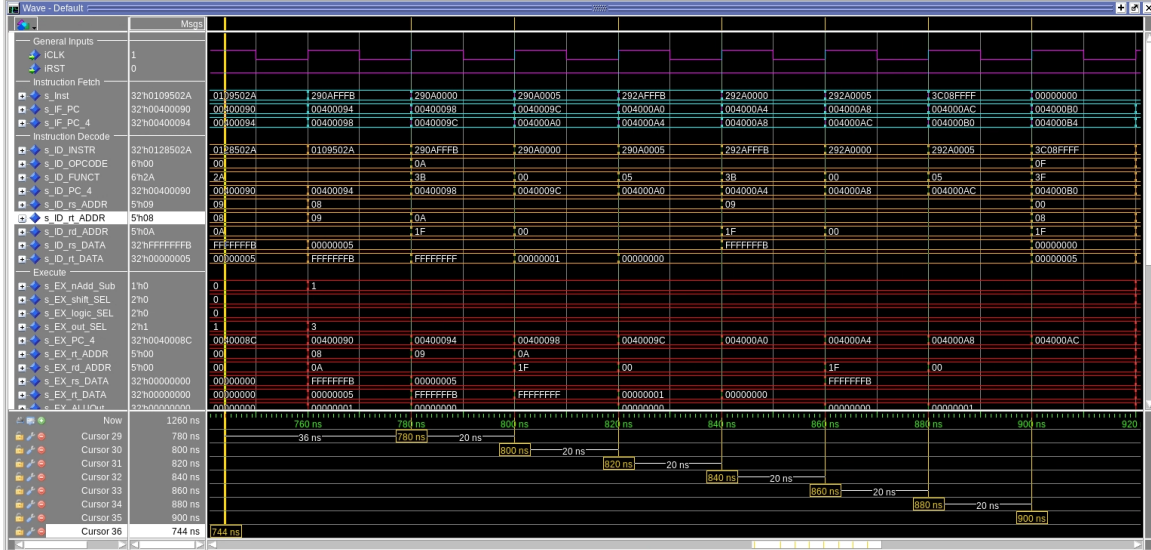 Wave - Default
Msgs
General Inputs
iCLK 1
iRST 0
Instruction Fetch
s_Inst 32'h0109502A 0109502A 290AFFFB 290A0000 290A0005 292AFFFB 292A0000 292A0005 3C08FFFF 00000000
s_IF_PC 32'h00400090 00400090 00400094 00400098 0040009C 004000A0 004000A4 004000A8 004000AC 004000B0
s_IF_PC_4 32'h00400094 00400094 00400098 0040009C 004000A0 004000A4 004000A8 004000AC 004000B0 004000B4
Instruction Decode
s_ID_INSTR 32'h0128502A 0128502A 0109502A 290AFFFB 290A0000 290A0005 292AFFFB 292A0000 292A0005 3C08FFFF
s_ID_OPCODE 6'h00 00 0A 0F
s_ID_FUNCT 6'h2A 2A 3B 00 05 3B 00 05 3F
s_ID_PC_4 32'h00400090 00400090 00400094 00400098 0040009C 004000A0 004000A4 004000A8 004000AC 004000B0
s_ID_rs_ADDR 5'h09 09 08 09 00
s_ID_rt_ADDR 5'h08 08 09 0A 08
s_ID_rd_ADDR 5'h0A 0A 1F 00 1F 00 1F
s_ID_rs_DATA 32'hFFFFFFFB FFFFFFFB 00000005 FFFFFFFB 00000000
s_ID_rt_DATA 32'h00000005 00000005 FFFFFFFB FFFFFFFF 00000001 00000000 00000005
Execute
s_EX_nAdd_Sub 1'h0 0 1
s_EX_shift_SEL 2'h0 0
s_EX_logic_SEL 2'h0 0
s_EX_out_SEL 2'h1 1 3
s_EX_PC_4 32'h0040008C 0040008C 00400090 00400094 00400098 0040009C 004000A0 004000A4 004000A8 004000AC
s_EX_rt_ADDR 5'h00 00 08 09 0A
s_EX_rd_ADDR 5'h00 00 0A 1F 00 1F 00
s_EX_rs_DATA 32'h00000000 00000000 FFFFFFFB 00000005 FFFFFFFB
s_EX_rt_DATA 32'h00000000 00000000 00000005 FFFFFFFB FFFFFFFF 00000001 00000000
s_EX_ALUOut 32'h00000000 00000000 00000001 00000000 00000000 00000000 00000001
Now 1260 ns 760 ns 780 ns 800 ns 820 ns 840 ns 860 ns 880 ns 900 ns 920
Cursor 29 780 ns 36 ns 780 ns 20 ns
Cursor 30 800 ns 800 ns 20 ns
Cursor 31 820 ns 820 ns 20 ns
Cursor 32 840 ns 840 ns 20 ns
Cursor 33 860 ns 860 ns 20 ns
Cursor 34 880 ns 880 ns 20 ns
Cursor 35 900 ns 900 ns
Cursor 36 744 ns 744 ns